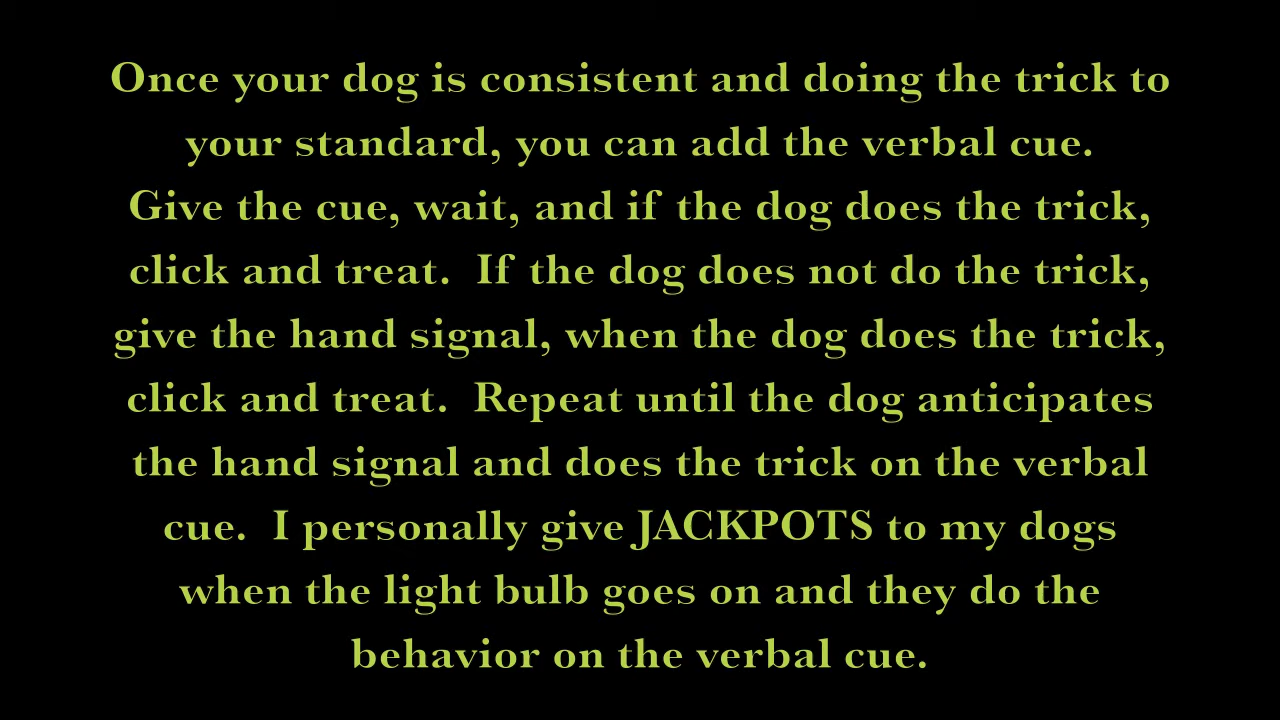 Once your dog is consistent and doing the trick to
your standard, you can add the verbal cue.
Give the cue, wait, and if the dog does the trick,
click and treat.  If the dog does not do the trick,
give the hand signal, when the dog does the trick,
click and treat.  Repeat until the dog anticipates
the hand signal and does the trick on the verbal
cue.  I personally give JACKPOTS to my dogs
when the light bulb goes on and they do the
behavior on the verbal cue.